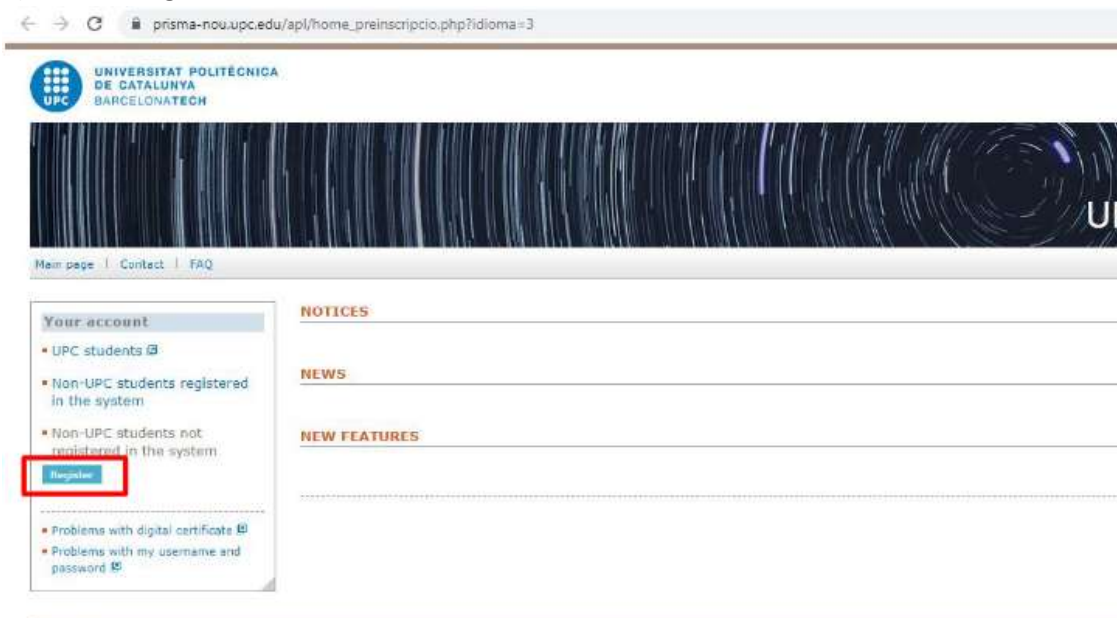 prisma-nou.upc.edu/apl/home_preinscripcio.php?idioma=3
UNIVERSITAT POLITÈCNICA
DE CATALUNYA
BARCELONATECH
UPC
Main page | Contact | FAQ
Your account
UPC students
Non-UPC students registered
in the system
Non-UPC students not
registered in the system
Register
Problems with digital certificate
Problems with my username and
password
NOTICES
NEWS
NEW FEATURES